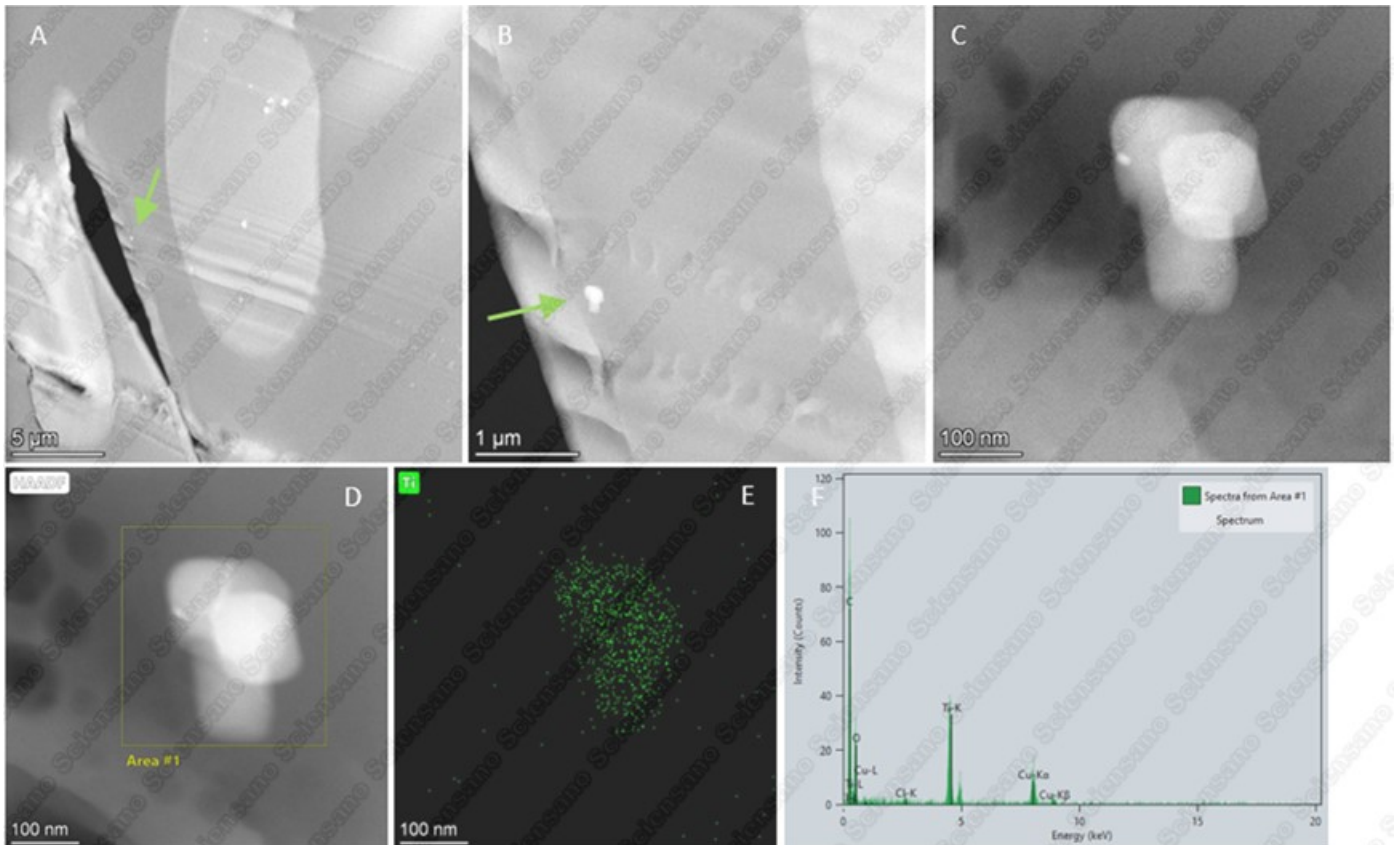 A
B
C
5 µm
1 µm
100 nm
HAADF
D
Area #1
100 nm
Ti
E
100 nm
F
Spectra from Area #1
Spectrum
Intensity (Counts)
120
100
80
60
40
20
0
C
O
Cu-L
Cl-K
Ti-K
Cu-Kα
Cu-Kβ
0
5
10
15
20
Energy (keV)
Sciensano